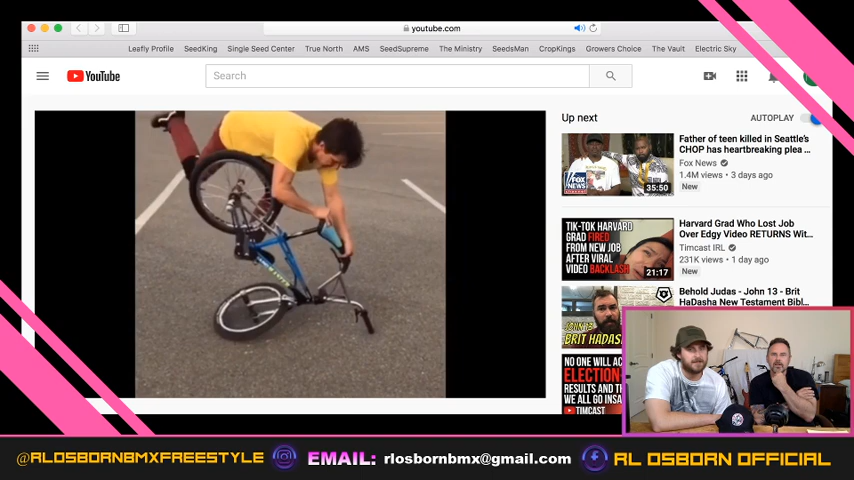 youtube.com
Leafly Profile SeedKing Single Seed Center True North AMS SeedSupreme The Ministry SeedsMan CropKings Growers Choice The Vault Electric Sky
YouTube
Search
Up next
AUTOPLAY
Father of teen killed in Seattle's
CHOP has heartbreaking plea ...
Fox News
1.4M views • 3 days ago
New
FOX
NEWS
35:50
Harvard Grad Who Lost Job
Over Edgy Video RETURNS Wit...
Timcast IRL
231K views • 1 day ago
New
TIK-TOK HARVARD
GRAD FIRED
FROM NEW JOB
AFTER VIRAL
VIDEO BACKLASH
21:17
Behold Judas - John 13 - Brit
HaDasha New Testament Bibl...
JOHN 13
BRIT HADAS
NO ONE WILL AC
ELECTION
RESULTS AND TH
WE ALL GO INSA
TIMCAST
@RLOSBORNBMXFREESTYLE
EMAIL: rlosbornbmx@gmail.com
RL OSBORN OFFICIAL